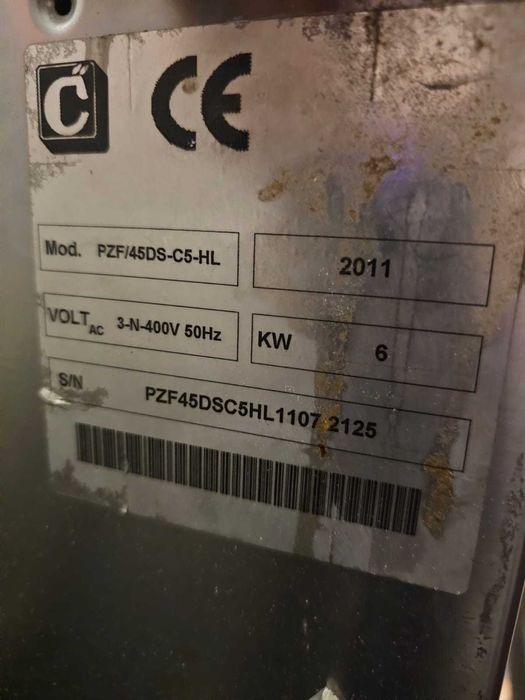 C CE
Mod. PZF/45DS-C5-HL 2011
VOLT AC 3-N-400V 50Hz KW 6
S/N PZF45DSC5HL1107 2125